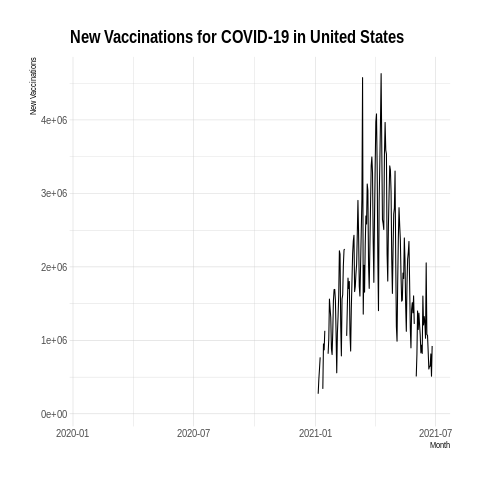 New Vaccinations for COVID-19 in United States
New Vaccinations
4e+06
3e+06
2e+06
1e+06
0e+00
2020-01 2020-07 2021-01 2021-07
Month